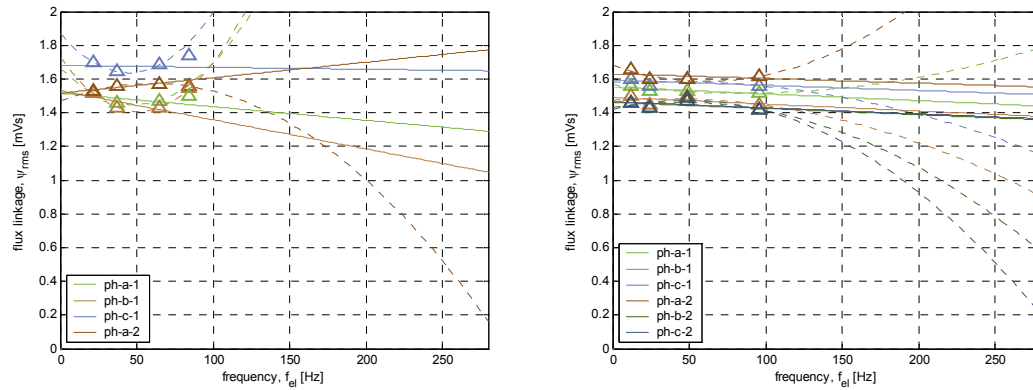 2
1.8
1.6
1.4
1.2
1
0.8
0.6
0.4
0.2
0
0 50 100 150 200 250
flux linkage, ψrms [mVs]
frequency, fel [Hz]
ph-a-1
ph-b-1
ph-c-1
ph-a-2
2
1.8
1.6
1.4
1.2
1
0.8
0.6
0.4
0.2
0
0 50 100 150 200 250
flux linkage, ψrms [mVs]
frequency, fel [Hz]
ph-a-1
ph-b-1
ph-c-1
ph-a-2
ph-b-2
ph-c-2